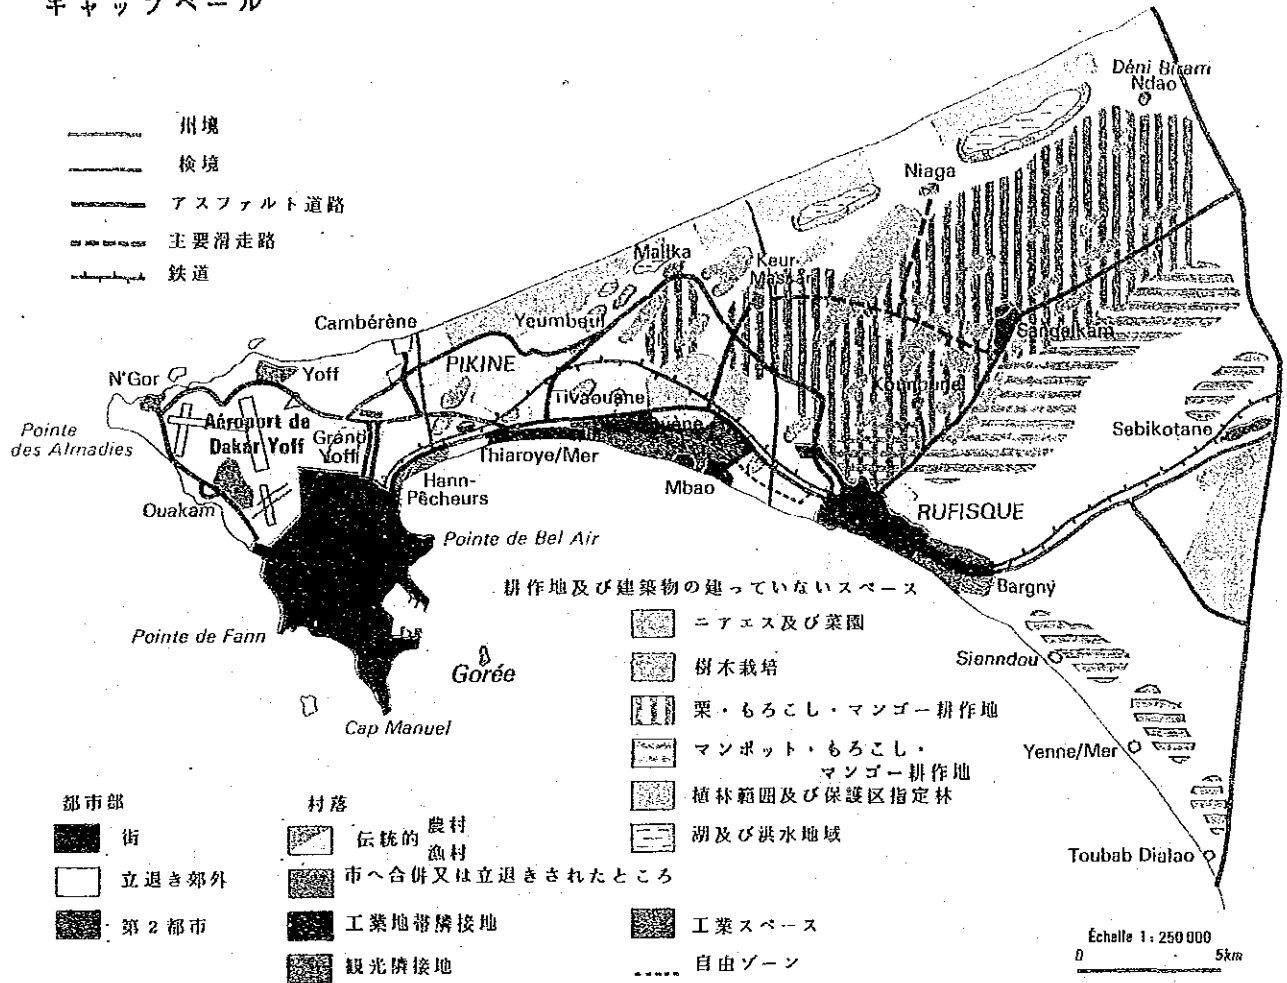 キャップベール
州境
検境
アスファルト道路
主要滑走路
鉄道
Déni Biram
Ndao
Niaga
Malika
Keur-
Massar
Cambérène
Yeumbeul
PIKINE
Sangalkam
N'Gor
Yoff
Tivaouane
Kounoune
Pointe
des Almadies
Aéroport de
Dakar Yoff
Grand
Yoff
Sebikotane
Thiaroye/Mer
Hann-
Pêcheurs
Mbao
Ouakam
RUFISQUE
Pointe de Bel Air
Bargny
耕作地及び建築物の建っていないスペース
ニアエス及び菜園
Pointe de Fann
Sienndou
樹木栽培
Gorée
栗・もろこし・マンゴー耕作地
Cap Manuel
マンポット・もろこし・
マンゴー耕作地
Yenne/Mer
植林範囲及び保護区指定林
都市部
村落
街
伝統的 農村
漁村
湖及び洪水地域
Toubab Dialao
立退き郊外
市へ合併又は立退きされたところ
第2都市
工業地帯隣接地
工業スペース
観光隣接地
自由ゾーン
Échelle 1:250 000
0 5km